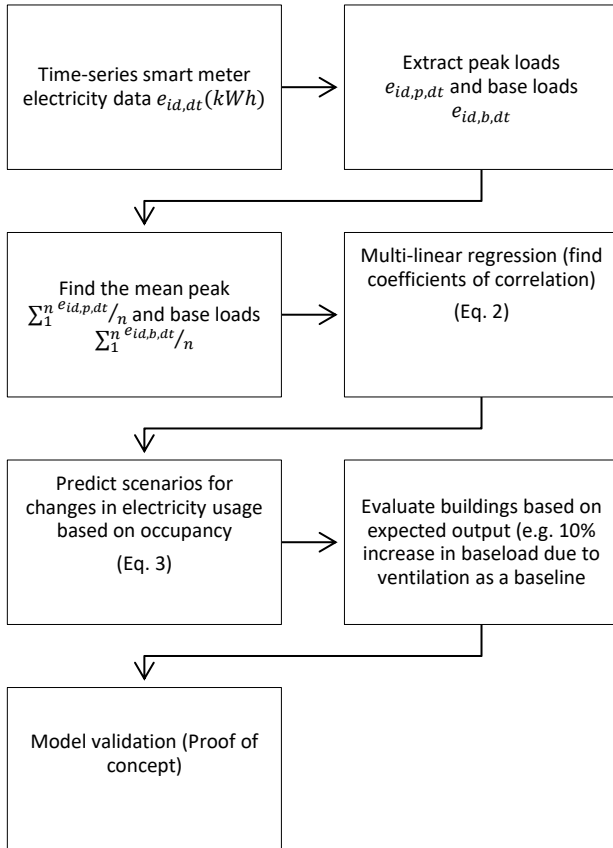 Time-series smart meter
electricity data e_{id,dt}(kWh)
Extract peak loads
e_{id,p,dt} and base loads
e_{id,b,dt}
Find the mean peak
∑_1^n e_{id,p,dt}/n and base loads
∑_1^n e_{id,b,dt}/n
Multi-linear regression (find
coefficients of correlation)
(Eq. 2)
Predict scenarios for
changes in electricity usage
based on occupancy
(Eq. 3)
Evaluate buildings based on
expected output (e.g. 10%
increase in baseload due to
ventilation as a baseline
Model validation (Proof of
concept)